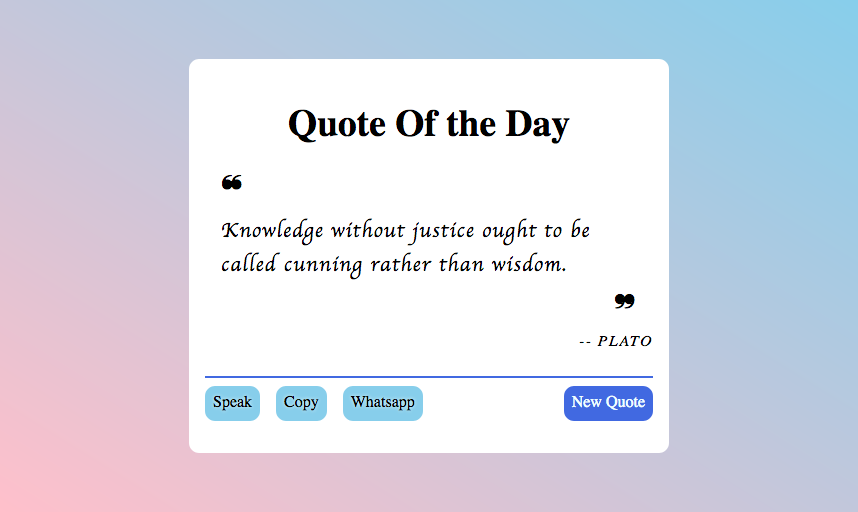 Quote Of the Day
❝
Knowledge without justice ought to be
called cunning rather than wisdom.
❞
-- PLATO
Speak Copy Whatsapp New Quote